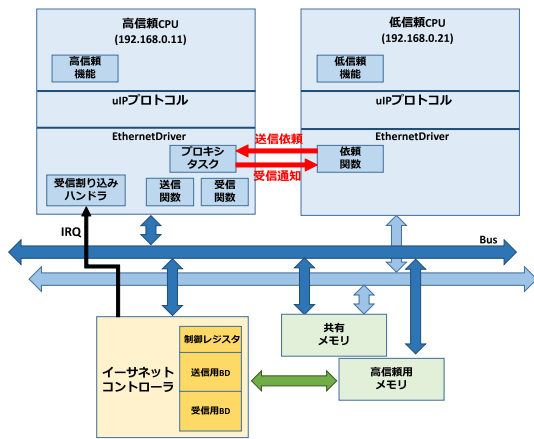 高信頼CPU
(192.168.0.11)
高信頼
機能
uIPプロトコル
EthernetDriver
プロキシ
タスク
受信割り込み
ハンドラ
送信
関数
受信
関数
低信頼CPU
(192.168.0.21)
低信頼
機能
uIPプロトコル
EthernetDriver
依頼
関数
送信依頼
受信通知
IRQ
Bus
イーサネット
コントローラ
制御レジスタ
送信用BD
受信用BD
共有
メモリ
高信頼用
メモリ